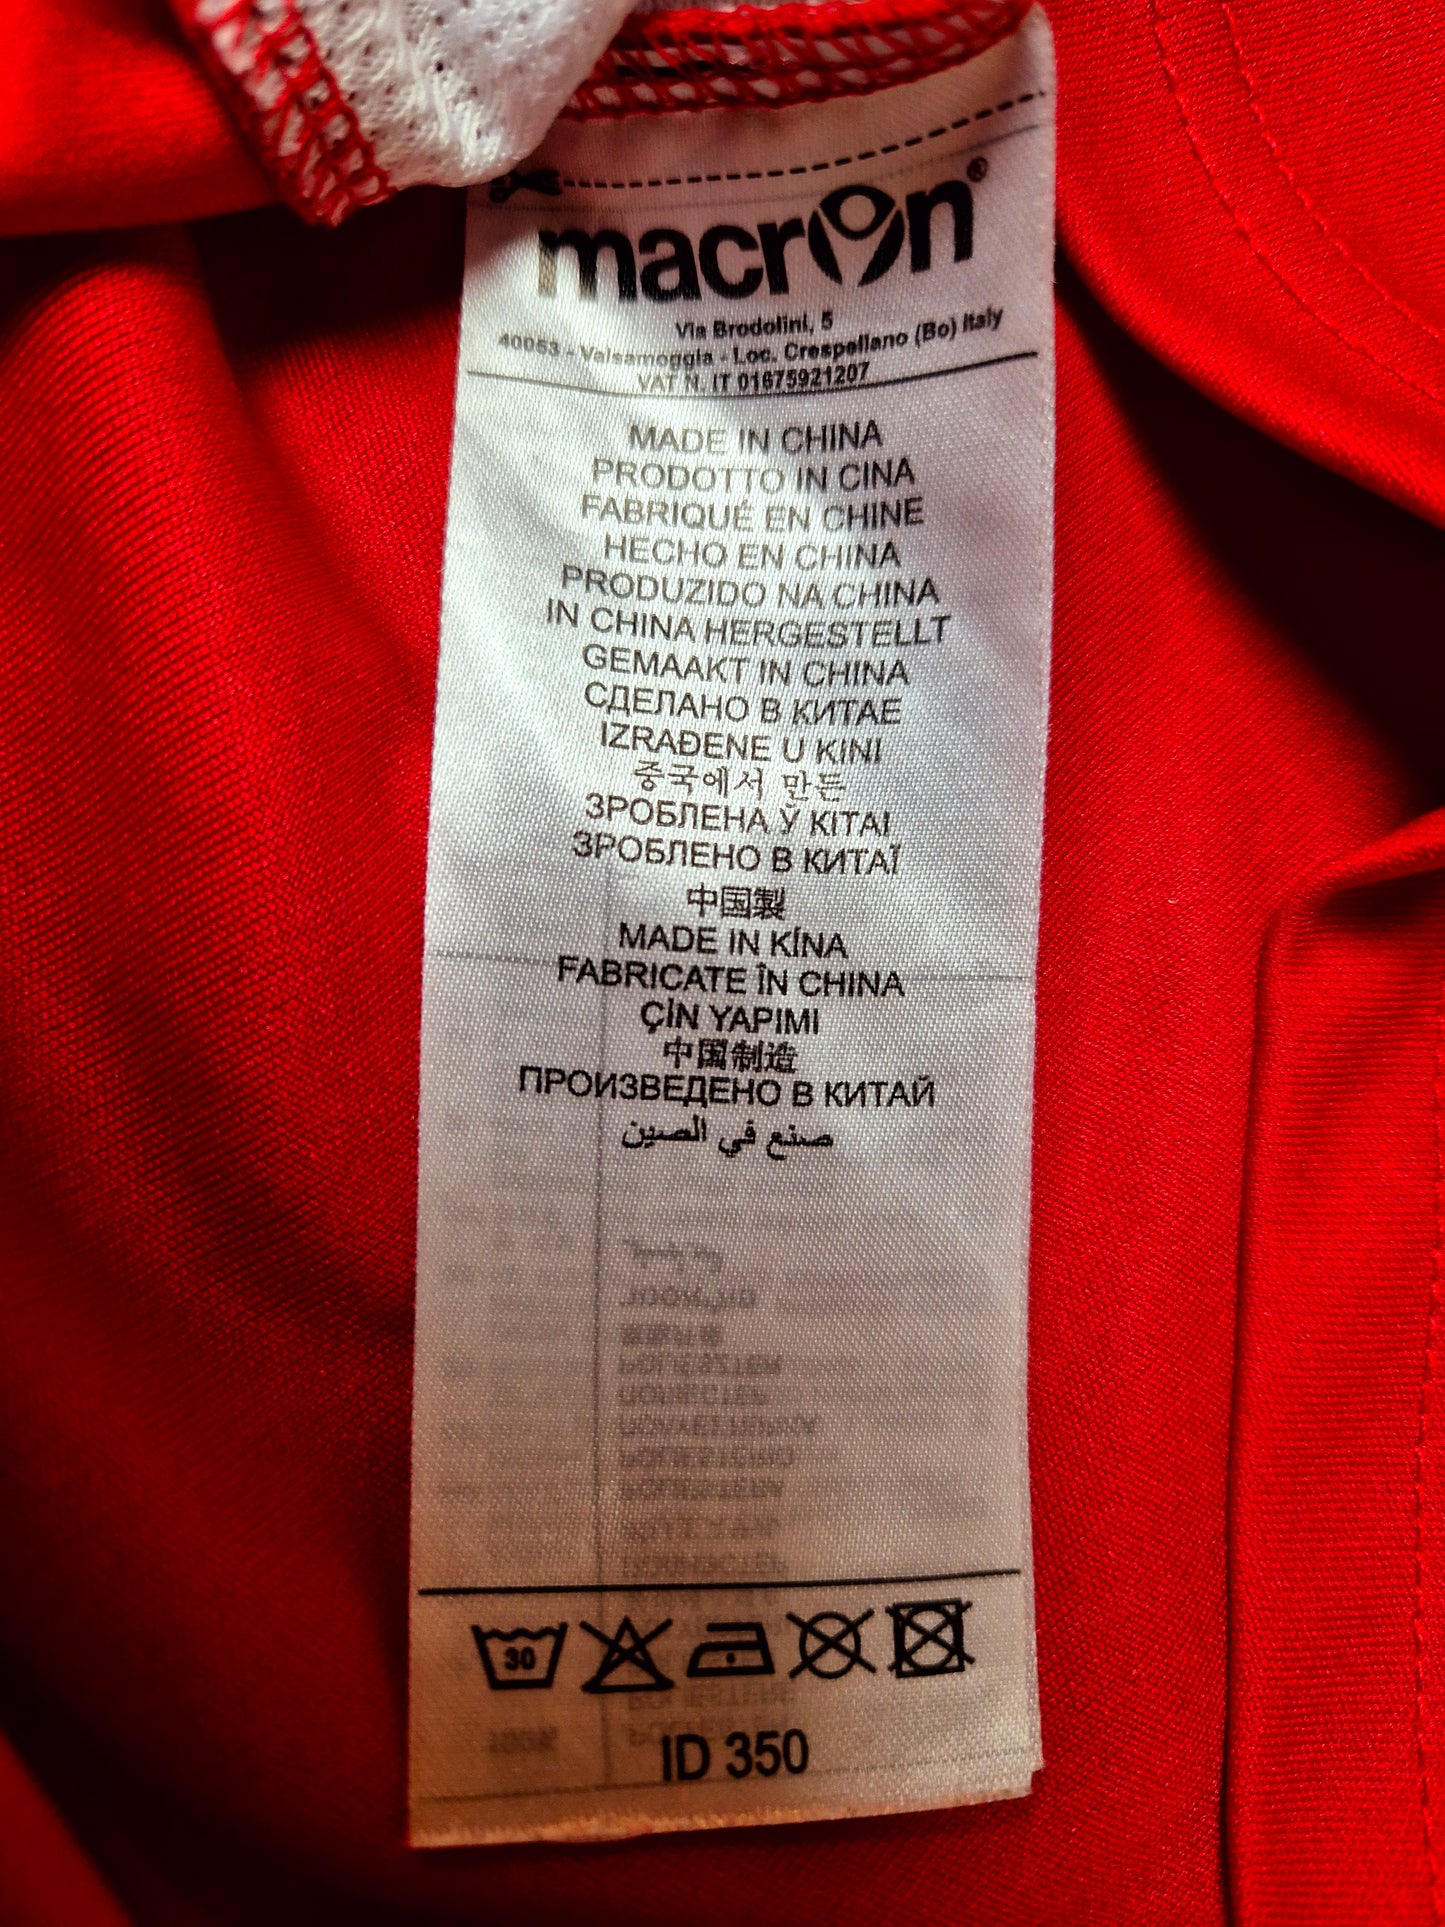 macron®
Via Brodolini, 5
40053 - Valsamoggia - Loc. Crespellano (Bo) Italy
VAT N. IT 01675921207
MADE IN CHINA
PRODOTTO IN CINA
FABRIQUÉ EN CHINE
HECHO EN CHINA
PRODUZIDO NA CHINA
IN CHINA HERGESTELLT
GEMAAKT IN CHINA
СДЕЛАНО В КИТАЕ
IZRAĐENE U KINI
중국에서 만든
ЗРОБЛЕНА Ў КІТАІ
ЗРОБЛЕНО В КИТАЇ
中国製
MADE IN KÍNA
FABRICATE ÎN CHINA
ÇİN YAPIMI
中国制造
ПРОИЗВЕДЕНО В КИТАЙ
صنع في الصين
30
ID 350